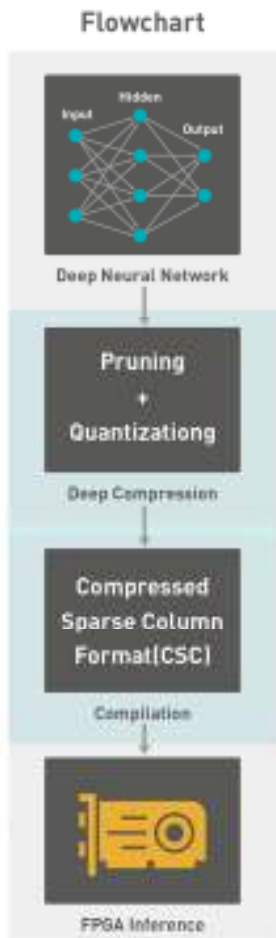 Flowchart
Hidden
Input
Output
Deep Neural Network
Pruning
+
Quantizationg
Deep Compression
Compressed
Sparse Column
Format(CSC)
Compilation
FPGA Inference